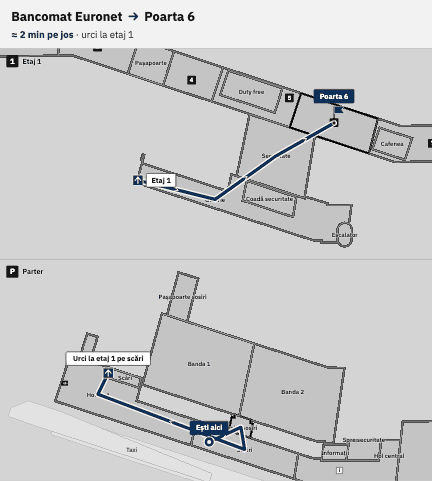 Bancomat Euronet → Poarta 6
≈ 2 min pe jos · urci la etaj 1
1 Etaj 1
Pașapoarte
4
Duty free
5
Poarta 6
Cafenea
Etaj 1
Coadă securitate
Escalator
P Parter
Pașapoarte sosiri
Urci la etaj 1 pe scări
Scări
Banda 1
Banda 2
Ești aici
Taxi
Informații
Spre securitate
Hol central